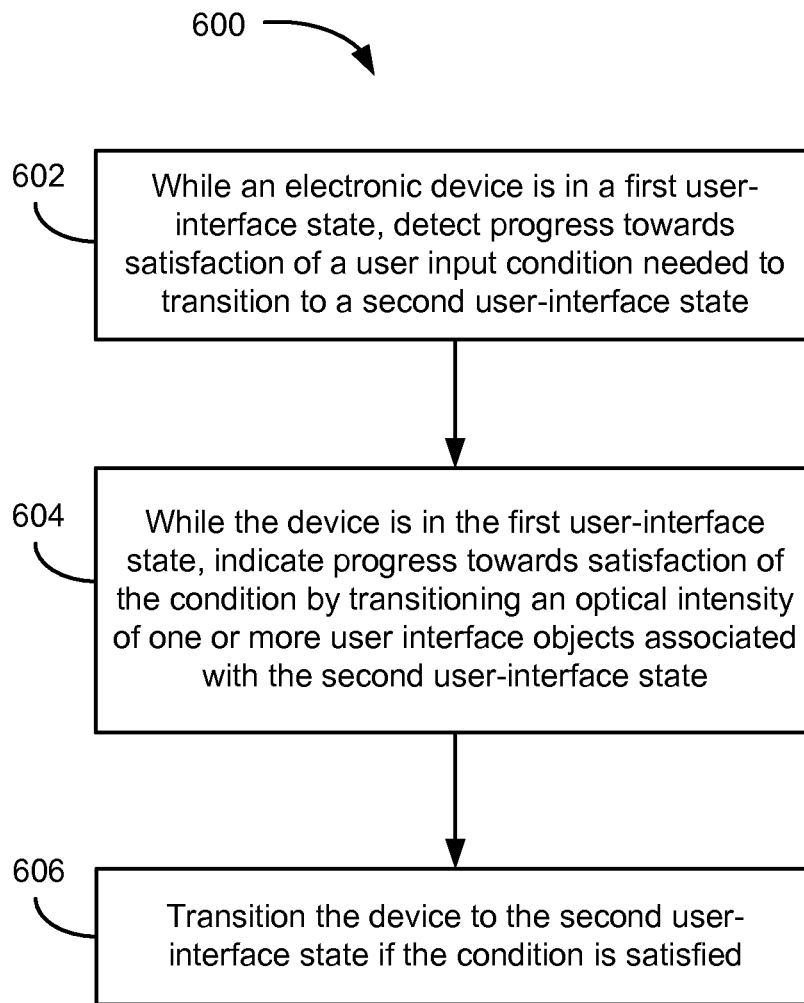 600
602
While an electronic device is in a first user-
interface state, detect progress towards
satisfaction of a user input condition needed to
transition to a second user-interface state
604
While the device is in the first user-interface
state, indicate progress towards satisfaction of
the condition by transitioning an optical intensity
of one or more user interface objects associated
with the second user-interface state
606
Transition the device to the second user-
interface state if the condition is satisfied